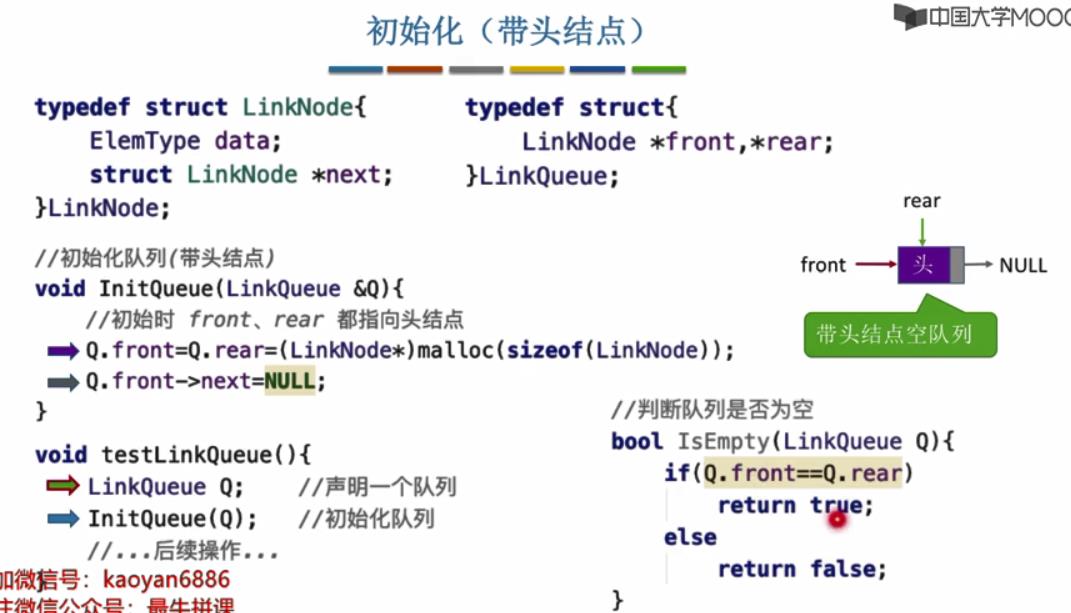 初始化（带头结点）
中国大学MOOC
typedef struct LinkNode{
ElemType data;
struct LinkNode *next;
}LinkNode;
typedef struct{
LinkNode *front,*rear;
}LinkQueue;
rear
front
头
NULL
带头结点空队列
//初始化队列(带头结点)
void InitQueue(LinkQueue &Q){
//初始时 front、rear 都指向头结点
Q.front=Q.rear=(LinkNode*)malloc(sizeof(LinkNode));
Q.front->next=NULL;
}
void testLinkQueue(){
LinkQueue Q; //声明一个队列
InitQueue(Q); //初始化队列
//...后续操作...
}
//判断队列是否为空
bool IsEmpty(LinkQueue Q){
if(Q.front==Q.rear)
return true;
else
return false;
}
加微信号：kaoyan6886
注微信公众号：最牛拼课